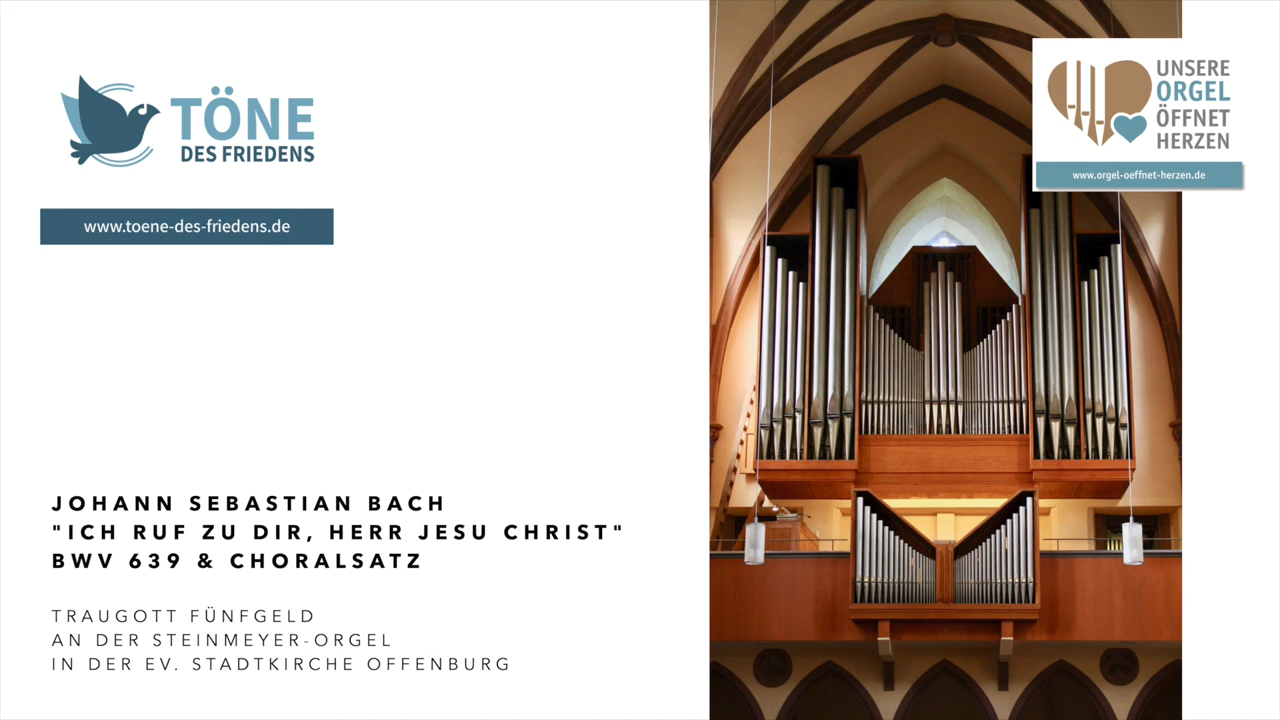 TÖNE
DES FRIEDENS
www.toene-des-friedens.de
UNSERE
ORGEL
ÖFFNET
HERZEN
www.orgel-oeffnet-herzen.de
JOHANN SEBASTIAN BACH
"ICH RUF ZU DIR, HERR JESU CHRIST"
BWV 639 & CHORALSATZ
TRAUGOTT FÜNFGELD
AN DER STEINMEYER-ORGEL
IN DER EV. STADTKIRCHE OFFENBURG